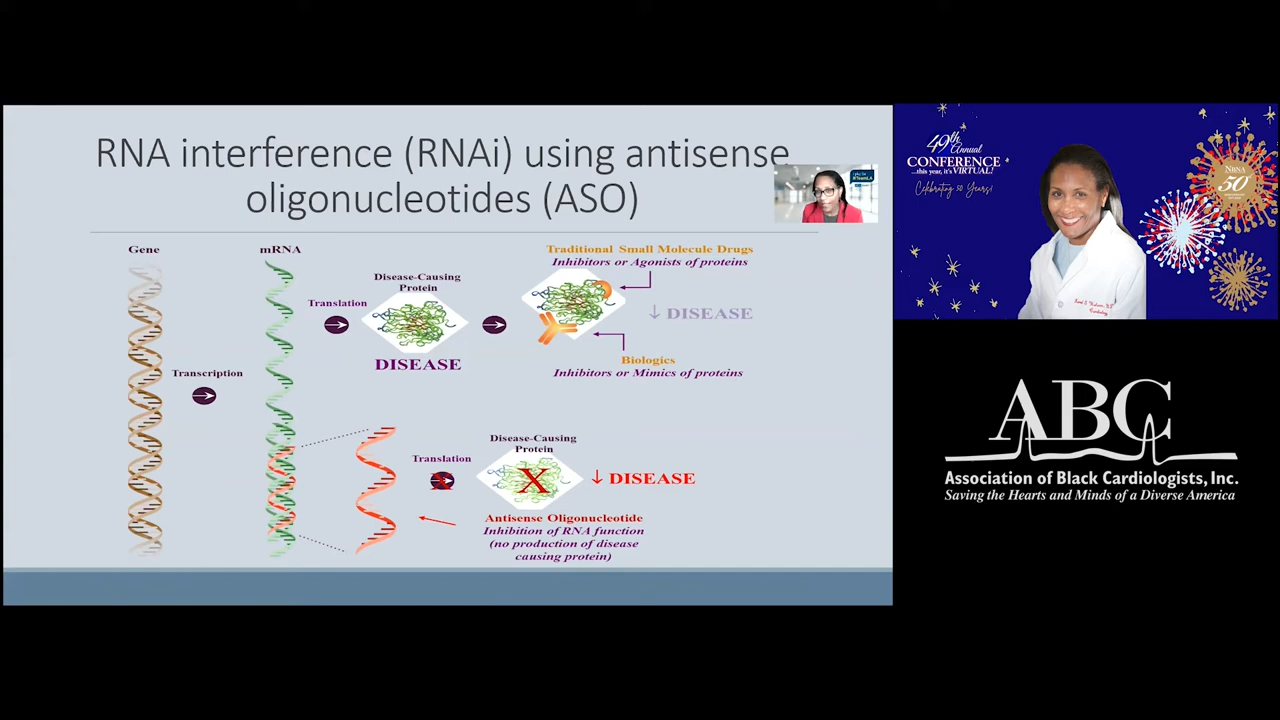 RNA interference (RNAi) using antisense
oligonucleotides (ASO)
Gene
mRNA
Transcription
Translation
Disease-Causing
Protein
DISEASE
Traditional Small Molecule Drugs
Inhibitors or Agonists of proteins
↓ DISEASE
Biologics
Inhibitors or Mimics of proteins
Translation
X
Disease-Causing
Protein
X
↓ DISEASE
Antisense Oligonucleotide
Inhibition of RNA function
(no production of disease
causing protein)
49th
Annual
CONFERENCE
...this year, it's VIRTUAL!
Celebrating 50 Years!
NBNA
50
Cardiology
ABC
Association of Black Cardiologists, Inc.
Saving the Hearts and Minds of a Diverse America